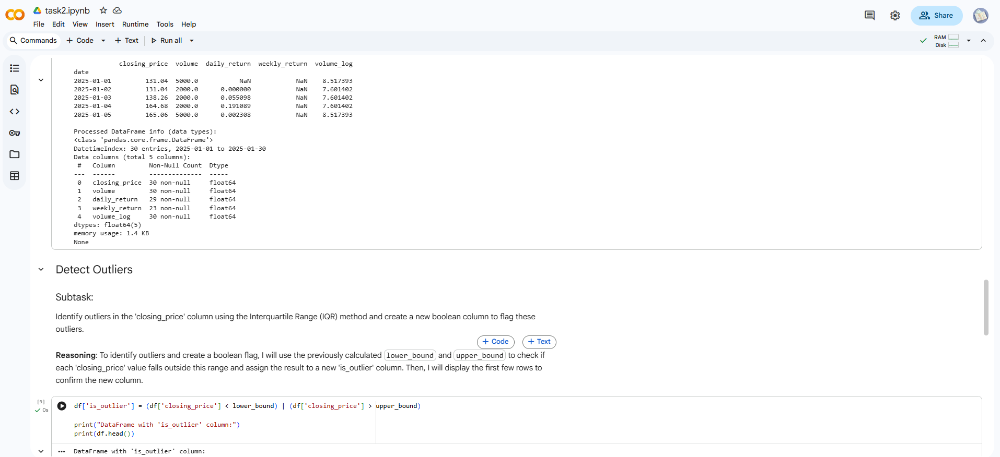 task2.ipynb
File Edit View Insert Runtime Tools Help
Share
Commands + Code + Text Run all
RAM
Disk
            closing_price  volume  daily_return  weekly_return  volume_log
date
2025-01-01         131.04  5000.0           NaN            NaN    8.517393
2025-01-02         131.04  2000.0      0.000000            NaN    7.601402
2025-01-03         138.26  2000.0      0.055098            NaN    7.601402
2025-01-04         164.68  2000.0      0.191089            NaN    7.601402
2025-01-05         165.06  5000.0      0.002308            NaN    8.517393
Processed DataFrame info (data types):
<class 'pandas.core.frame.DataFrame'>
DatetimeIndex: 30 entries, 2025-01-01 to 2025-01-30
Data columns (total 5 columns):
 #   Column         Non-Null Count  Dtype
---  ------         --------------  -----
 0   closing_price  30 non-null     float64
 1   volume         30 non-null     float64
 2   daily_return   29 non-null     float64
 3   weekly_return  23 non-null     float64
 4   volume_log     30 non-null     float64
dtypes: float64(5)
memory usage: 1.4 KB
None
Detect Outliers
Subtask:
Identify outliers in the 'closing_price' column using the Interquartile Range (IQR) method and create a new boolean column to flag these
outliers.
+ Code + Text
Reasoning: To identify outliers and create a boolean flag, I will use the previously calculated lower_bound and upper_bound to check if
each 'closing_price' value falls outside this range and assign the result to a new 'is_outlier' column. Then, I will display the first few rows to
confirm the new column.
[9]
0s
df['is_outlier'] = (df['closing_price'] < lower_bound) | (df['closing_price'] > upper_bound)
print("DataFrame with 'is_outlier' column:")
print(df.head())
DataFrame with 'is_outlier' column: